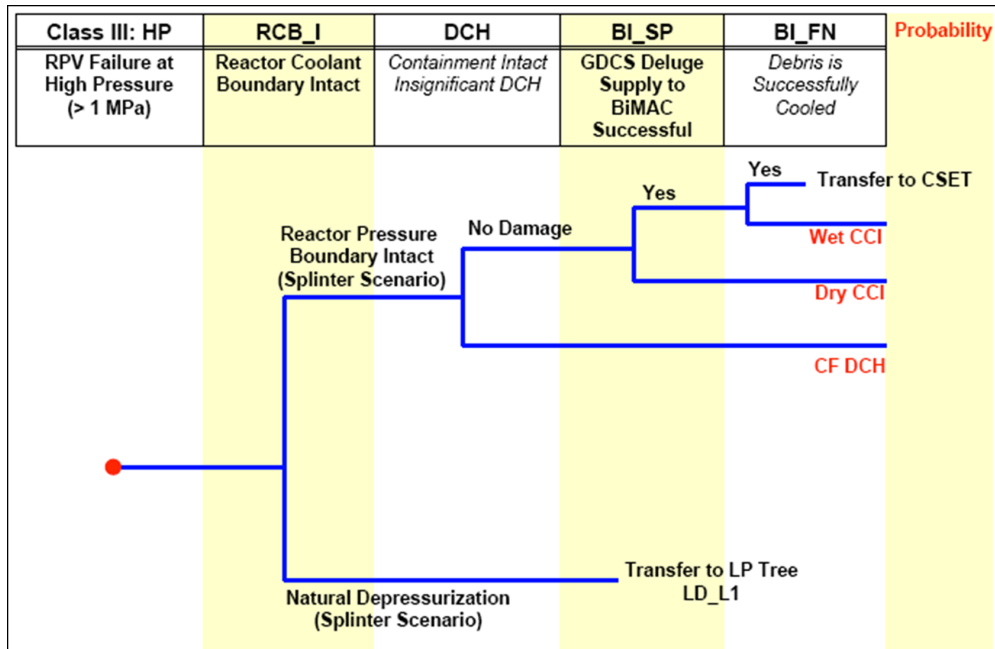 Class III: HP
RCB_I
DCH
BI_SP
BI_FN
Probability
RPV Failure at
High Pressure
(> 1 MPa)
Reactor Coolant
Boundary Intact
Containment Intact
Insignificant DCH
GDCS Deluge
Supply to
BiMAC
Successful
Debris is
Successfully
Cooled
Yes
Transfer to CSET
Yes
Wet CCI
No Damage
Reactor Pressure
Boundary Intact
(Splinter Scenario)
Dry CCI
CF DCH
Transfer to LP Tree
LD_L1
Natural Depressurization
(Splinter Scenario)